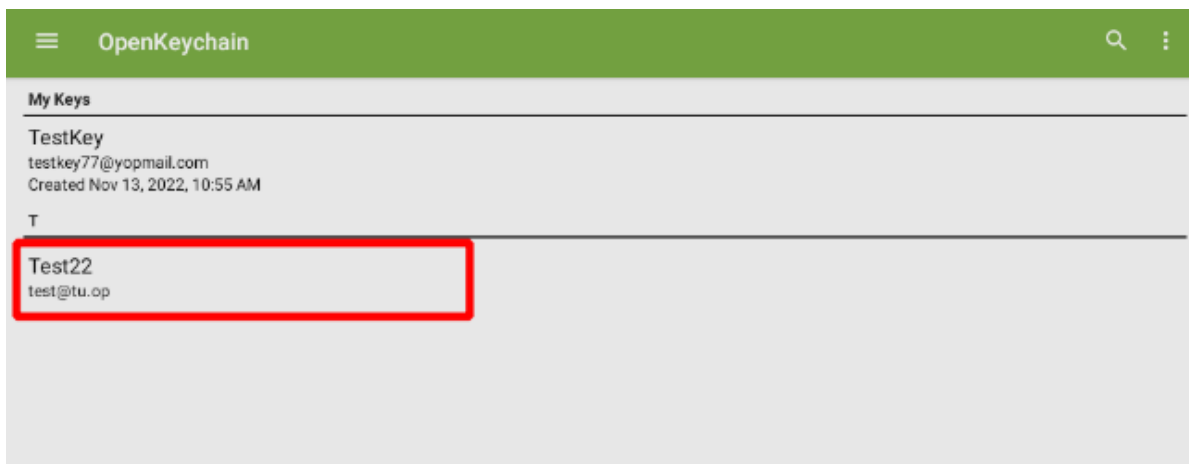 OpenKeychain
My Keys
TestKey
testkey77@yopmail.com
Created Nov 13, 2022, 10:55 AM
T
Test22
test@tu.op